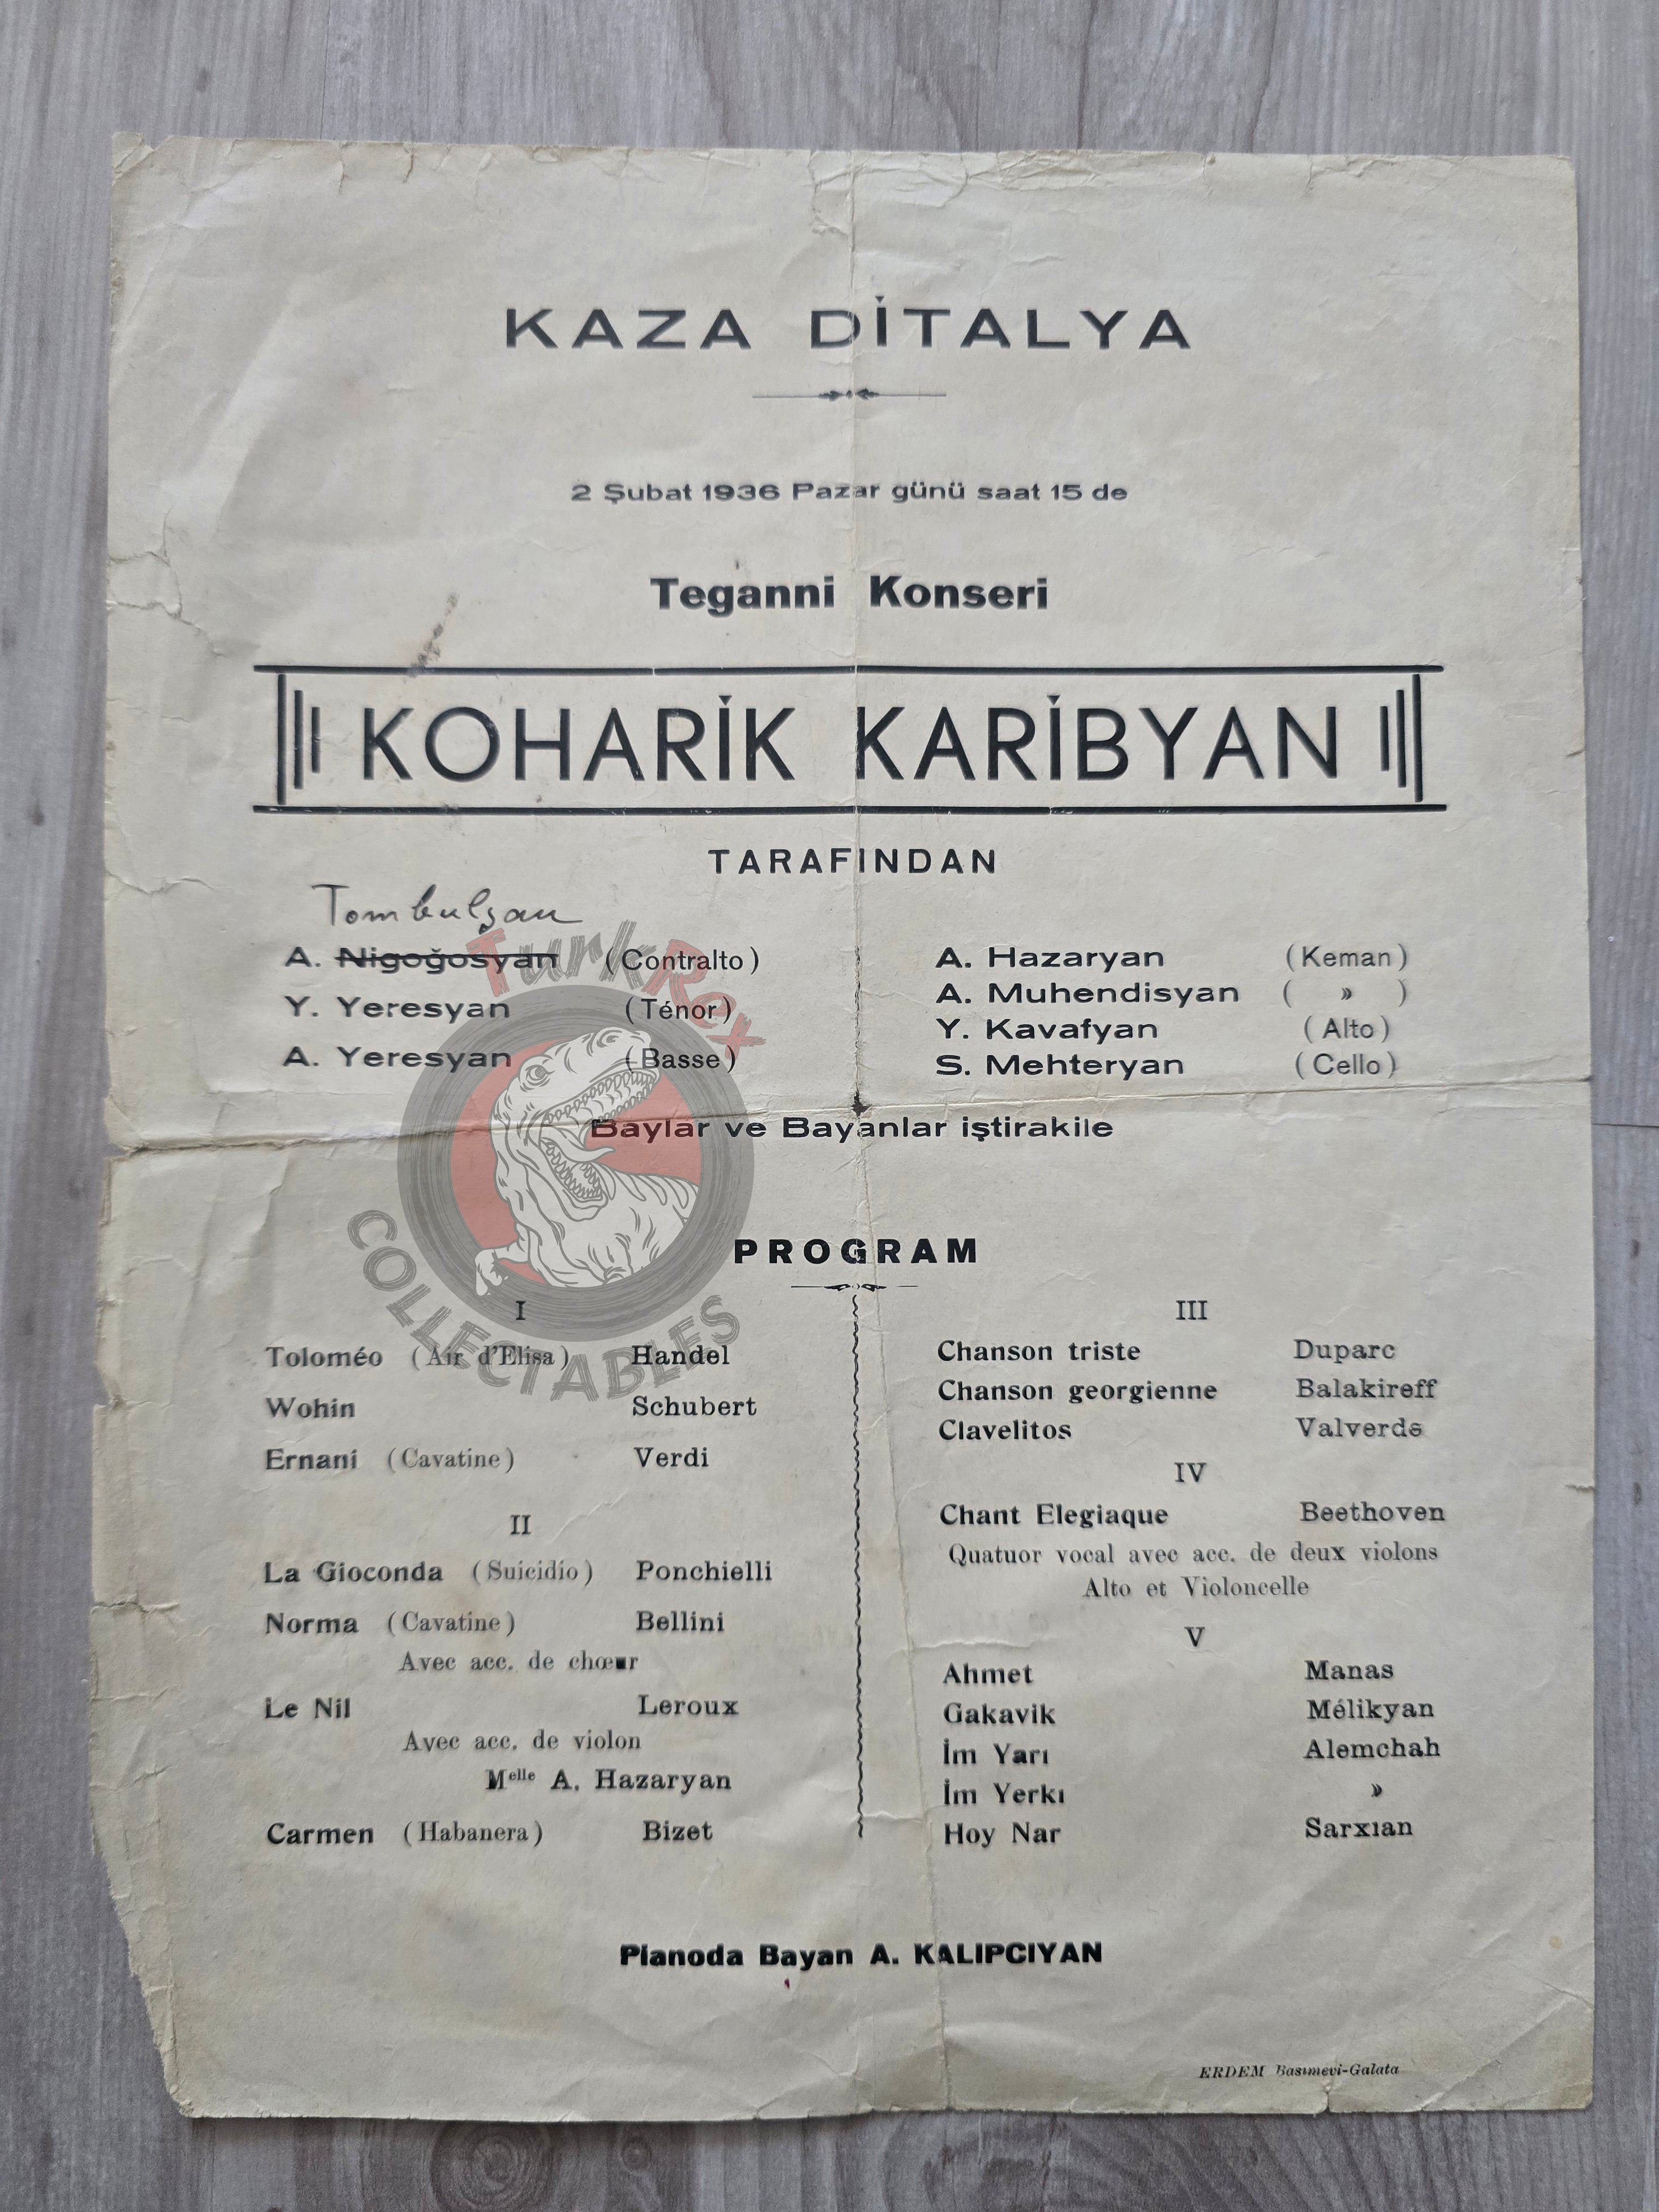 KAZA DİTALYA
2 Şubat 1936 Pazar günü saat 15 de
Teganni Konseri
KOHARİK KARİBYAN
TARAFINDAN
Tombulyan
A. Nigoğosyan (Contralto)
Y. Yeresyan (Ténor)
A. Yeresyan (Basse)
A. Hazaryan (Keman)
A. Muhendisyan ( » )
Y. Kavafyan (Alto)
S. Mehteryan (Cello)
Baylar ve Bayanlar iştirakile
TurkRex
COLLECTABLES
PROGRAM
I
Toloméo (Air d'Elisa) Handel
Wohin Schubert
Ernani (Cavatine) Verdi
II
La Gioconda (Suicidio) Ponchielli
Norma (Cavatine) Bellini
Avec acc. de chœur
Le Nil Leroux
Avec acc. de violon
Melle A. Hazaryan
Carmen (Habanera) Bizet
III
Chanson triste Duparc
Chanson georgienne Balakireff
Clavelitos Valverde
IV
Chant Elegiaque Beethoven
Quatuor vocal avec acc. de deux violons
Alto et Violoncelle
V
Ahmet Manas
Gakavik Mélikyan
İm Yarı Alemchah
İm Yerkı »
Hoy Nar Sarxıan
Pianoda Bayan A. KALIPCIYAN
ERDEM Basımevi-Galata